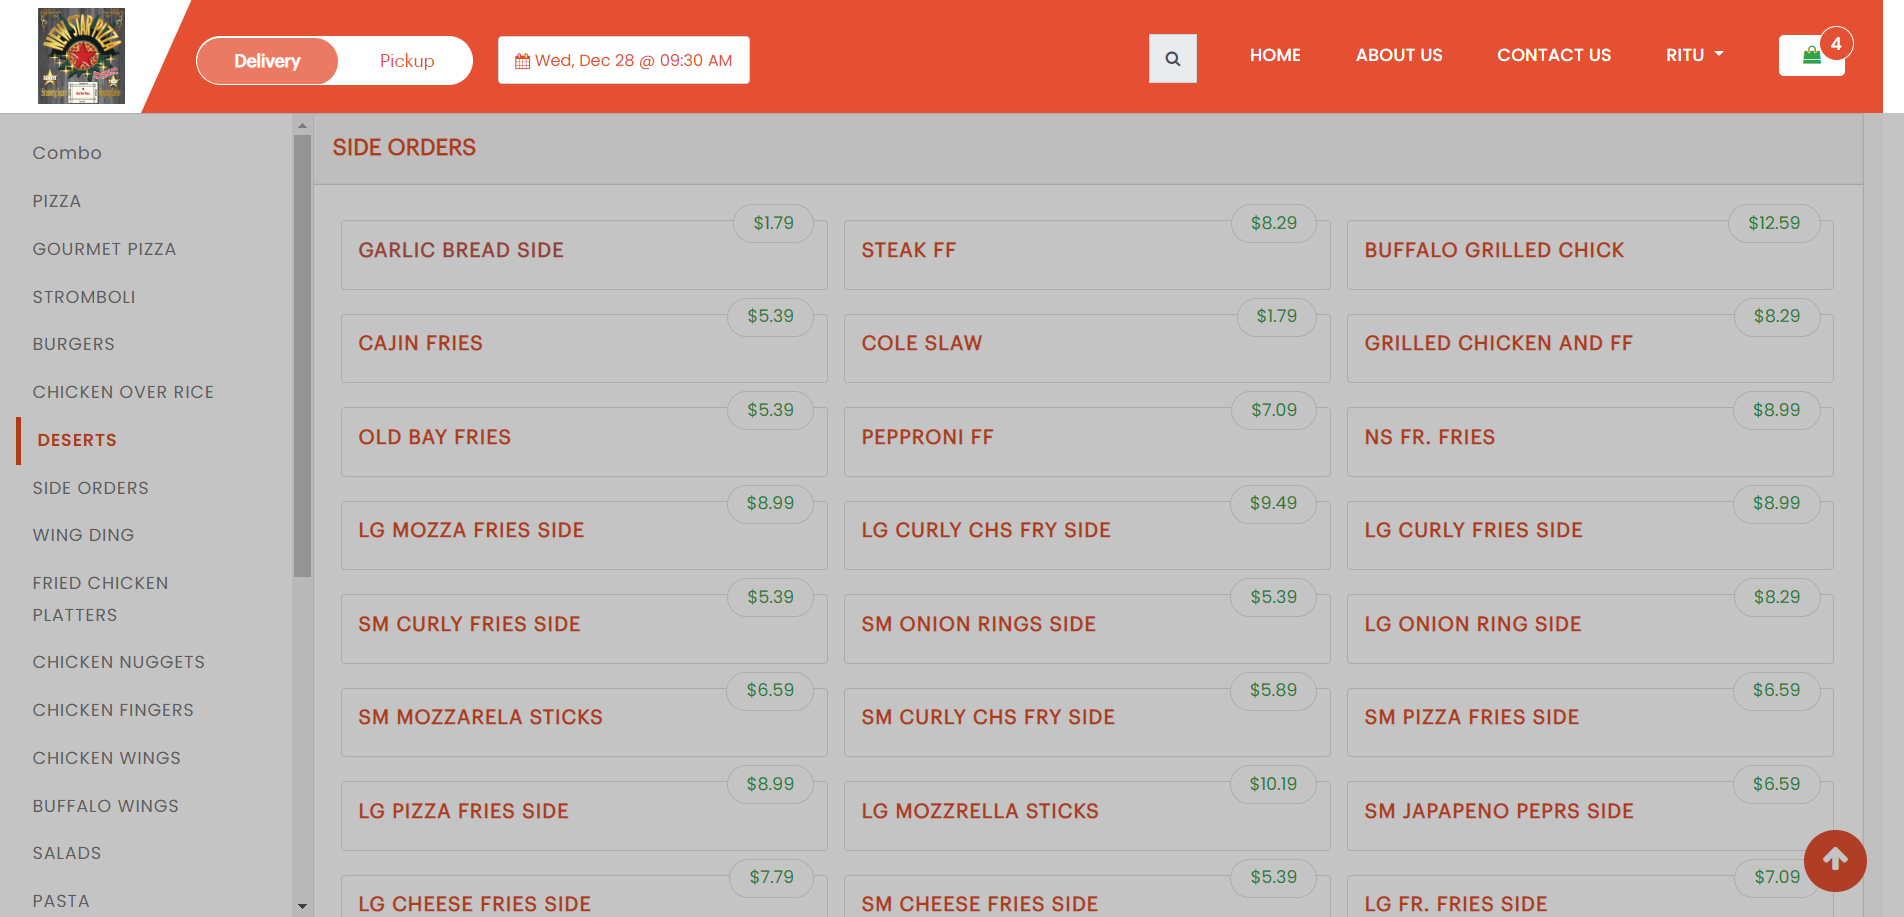 NEW STAR PIZZA
Delivery
Pickup
Wed, Dec 28 @ 09:30 AM
HOME
ABOUT US
CONTACT US
RITU
4
Combo
PIZZA
GOURMET PIZZA
STROMBOLI
BURGERS
CHICKEN OVER RICE
DESERTS
SIDE ORDERS
WING DING
FRIED CHICKEN
PLATTERS
CHICKEN NUGGETS
CHICKEN FINGERS
CHICKEN WINGS
BUFFALO WINGS
SALADS
PASTA
SIDE ORDERS
$1.79
GARLIC BREAD SIDE
$8.29
STEAK FF
$12.59
BUFFALO GRILLED CHICK
$5.39
CAJIN FRIES
$1.79
COLE SLAW
$8.29
GRILLED CHICKEN AND FF
$5.39
OLD BAY FRIES
$7.09
PEPPRONI FF
$8.99
NS FR. FRIES
$8.99
LG MOZZA FRIES SIDE
$9.49
LG CURLY CHS FRY SIDE
$8.99
LG CURLY FRIES SIDE
$5.39
SM CURLY FRIES SIDE
$5.39
SM ONION RINGS SIDE
$8.29
LG ONION RING SIDE
$6.59
SM MOZZARELA STICKS
$5.89
SM CURLY CHS FRY SIDE
$6.59
SM PIZZA FRIES SIDE
$8.99
LG PIZZA FRIES SIDE
$10.19
LG MOZZRELLA STICKS
$6.59
SM JAPAPENO PEPRS SIDE
$7.79
LG CHEESE FRIES SIDE
$5.39
SM CHEESE FRIES SIDE
$7.09
LG FR. FRIES SIDE